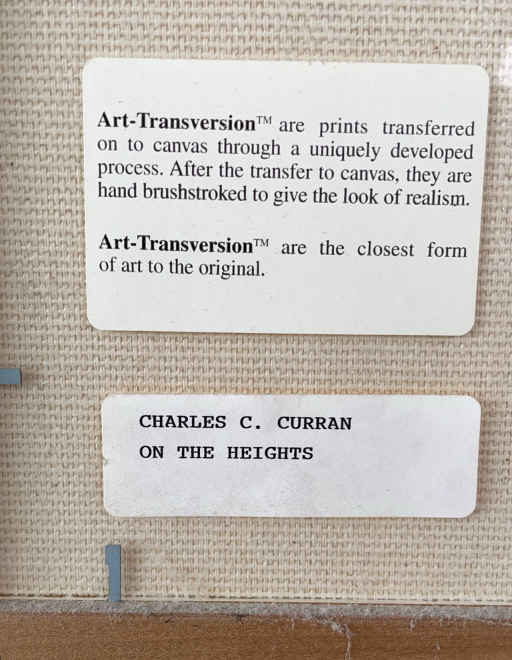 Art-Transversion™ are prints transferred
on to canvas through a uniquely developed
process. After the transfer to canvas, they are
hand brushstroked to give the look of realism.
Art-Transversion™ are the closest form
of art to the original.
CHARLES C. CURRAN
ON THE HEIGHTS